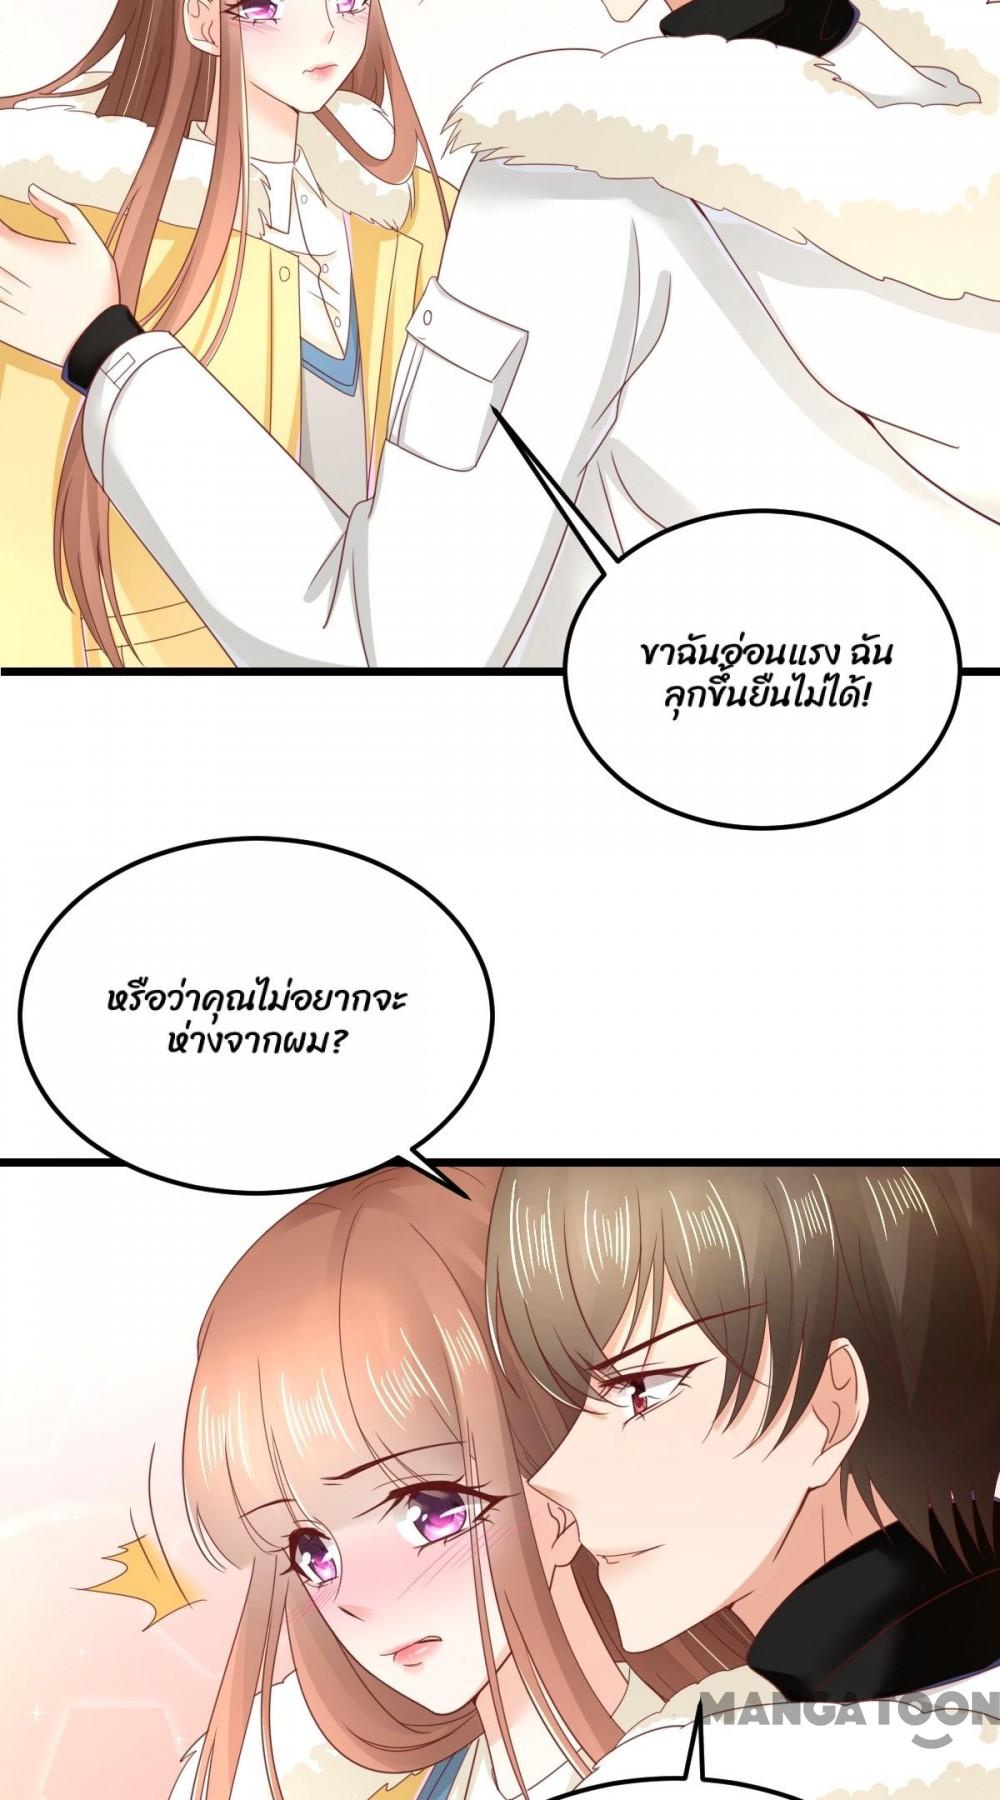 ขาฉันอ่อนแรง ฉัน
ลุกขึ้นยืนไม่ได้!
หรือว่าคุณไม่อยากจะ
ห่างจากผม?
MANGATOON